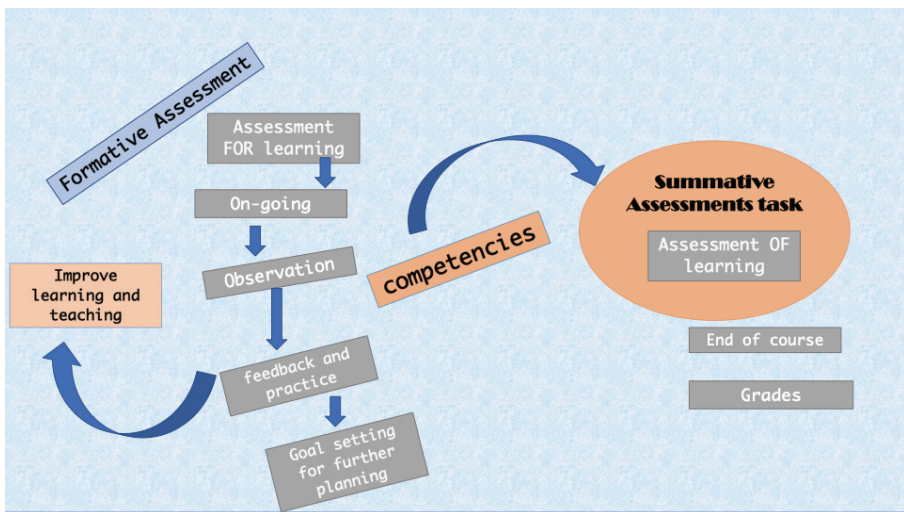 Formative Assessment
Assessment
FOR learning
On-going
Observation
feedback and
practice
Goal setting
for further
planning
Improve
learning and
teaching
competencies
Summative
Assessments task
Assessment OF
learning
End of course
Grades